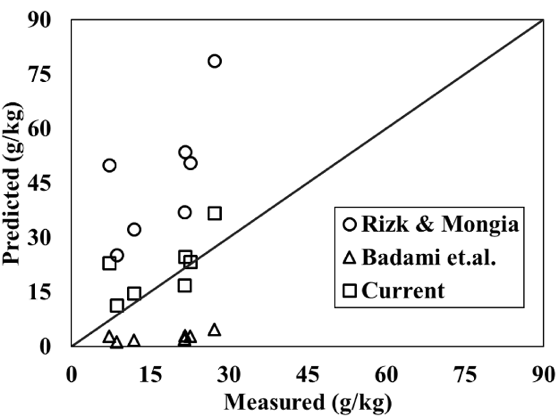 90
75
60
45
30
15
0
Predicted (g/kg)
Rizk & Mongia
Badami et.al.
Current
0 15 30 45 60 75 90
Measured (g/kg)